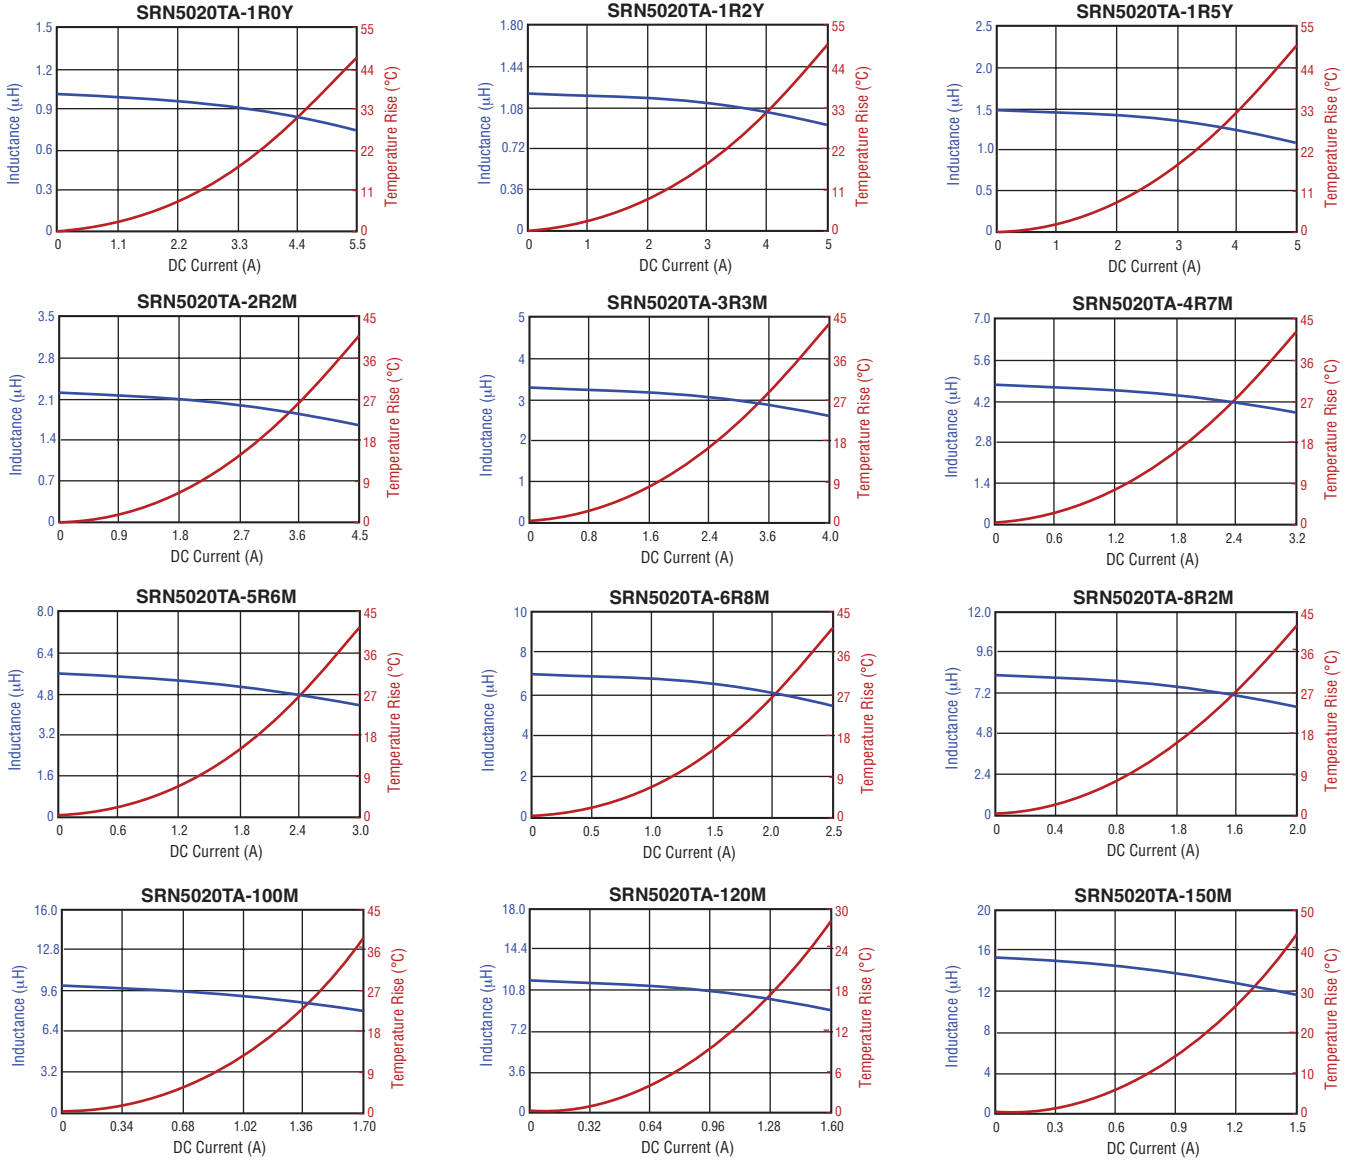 SRN5020TA-1R0Y
1.5
1.2
0.9
0.6
0.3
0
Inductance (µH)
55
44
33
22
11
0
Temperature Rise (°C)
0 1.1 2.2 3.3 4.4 5.5
DC Current (A)
SRN5020TA-1R2Y
1.80
1.44
1.08
0.72
0.36
0
Inductance (µH)
55
44
33
22
11
0
Temperature Rise (°C)
0 1 2 3 4 5
DC Current (A)
SRN5020TA-1R5Y
2.5
2.0
1.5
1.0
0.5
0
Inductance (µH)
55
44
33
22
11
0
Temperature Rise (°C)
0 1 2 3 4 5
DC Current (A)
SRN5020TA-2R2M
3.5
2.8
2.1
1.4
0.7
0
Inductance (µH)
45
36
27
18
9
0
Temperature Rise (°C)
0 0.9 1.8 2.7 3.6 4.5
DC Current (A)
SRN5020TA-3R3M
5
4
3
2
1
0
Inductance (µH)
45
36
27
18
9
0
Temperature Rise (°C)
0 0.8 1.6 2.4 3.6 4.0
DC Current (A)
SRN5020TA-4R7M
7.0
5.6
4.2
2.8
1.4
0
Inductance (µH)
45
36
27
18
9
0
Temperature Rise (°C)
0 0.6 1.2 1.8 2.4 3.2
DC Current (A)
SRN5020TA-5R6M
8.0
6.4
4.8
3.2
1.6
0
Inductance (µH)
45
36
27
18
9
0
Temperature Rise (°C)
0 0.6 1.2 1.8 2.4 3.0
DC Current (A)
SRN5020TA-6R8M
10
8
6
4
2
0
Inductance (µH)
45
36
27
18
9
0
Temperature Rise (°C)
0 0.5 1.0 1.5 2.0 2.5
DC Current (A)
SRN5020TA-8R2M
12.0
9.6
7.2
4.8
2.4
0
Inductance (µH)
45
36
27
18
9
0
Temperature Rise (°C)
0 0.4 0.8 1.8 1.6 2.0
DC Current (A)
SRN5020TA-100M
16.0
12.8
9.6
6.4
3.2
0
Inductance (µH)
45
36
27
18
9
0
Temperature Rise (°C)
0 0.34 0.68 1.02 1.36 1.70
DC Current (A)
SRN5020TA-120M
18.0
14.4
10.8
7.2
3.6
0
Inductance (µH)
30
24
18
12
6
0
Temperature Rise (°C)
0 0.32 0.64 0.96 1.28 1.60
DC Current (A)
SRN5020TA-150M
20
16
12
8
4
0
Inductance (µH)
50
40
30
20
10
0
Temperature Rise (°C)
0 0.3 0.6 0.9 1.2 1.5
DC Current (A)